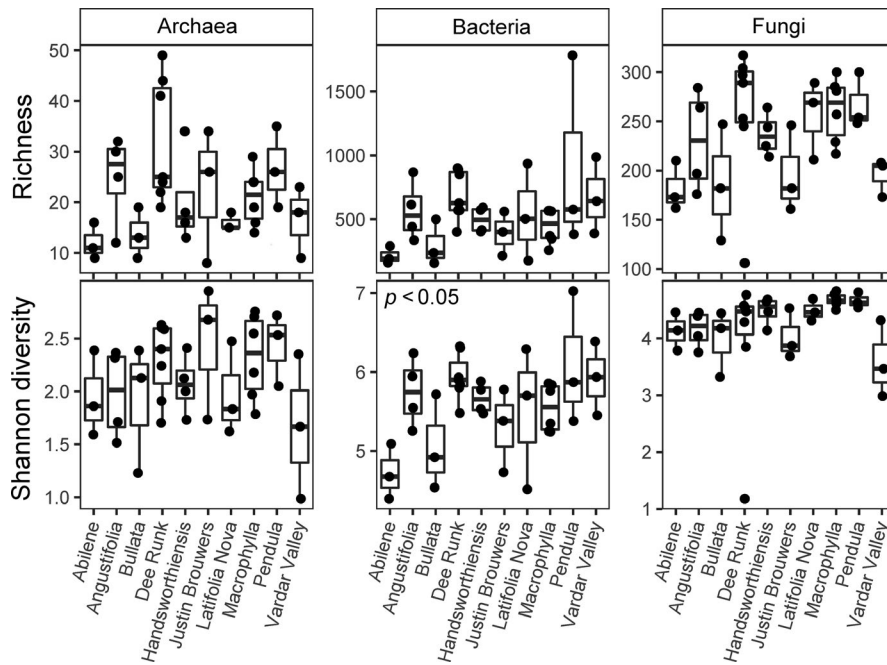 Archaea
Bacteria
Fungi
Richness
50
40
30
20
10
1500
1000
500
300
250
200
150
100
Shannon diversity
2.5
2.0
1.5
1.0
p < 0.05
7
6
5
4
3
2
1
Abilene
Angustifolia
Bullata
Dee Runk
Handsworthiensis
Justin Brouwers
Latifolia Nova
Macrophylla
Pendula
Vardar Valley
Abilene
Angustifolia
Bullata
Dee Runk
Handsworthiensis
Justin Brouwers
Latifolia Nova
Macrophylla
Pendula
Vardar Valley
Abilene
Angustifolia
Bullata
Dee Runk
Handsworthiensis
Justin Brouwers
Latifolia Nova
Macrophylla
Pendula
Vardar Valley